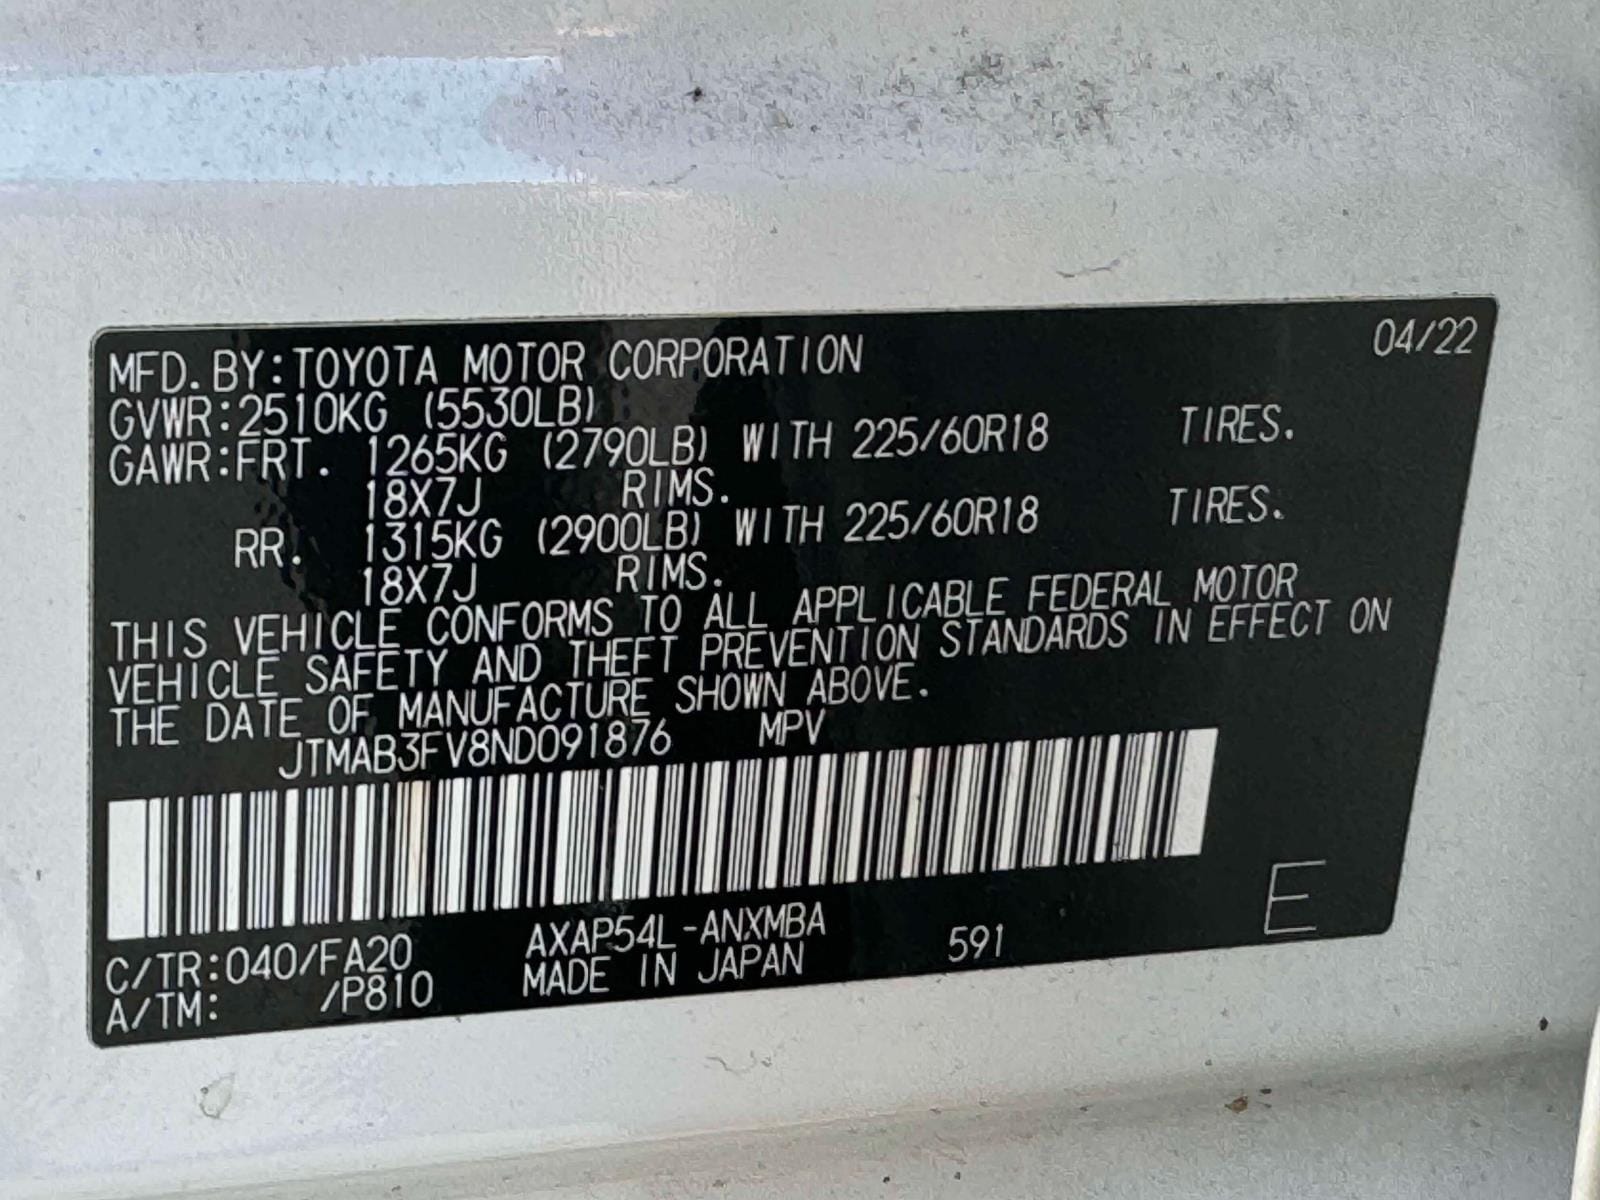 04/22
MFD. BY:TOYOTA MOTOR CORPORATION
GVWR:2510KG (5530LB)
GAWR:FRT. 1265KG (2790LB) WITH 225/60R18 TIRES.
18X7J RIMS.
RR. 1315KG (2900LB) WITH 225/60R18 TIRES.
18X7J RIMS.
THIS VEHICLE CONFORMS TO ALL APPLICABLE FEDERAL MOTOR
VEHICLE SAFETY AND THEFT PREVENTION STANDARDS IN EFFECT ON
THE DATE OF MANUFACTURE SHOWN ABOVE.
JTMAB3FV8ND091876 MPV
C/TR:040/FA20 AXAP54L-ANXMBA 591 E
A/TM: /P810 MADE IN JAPAN